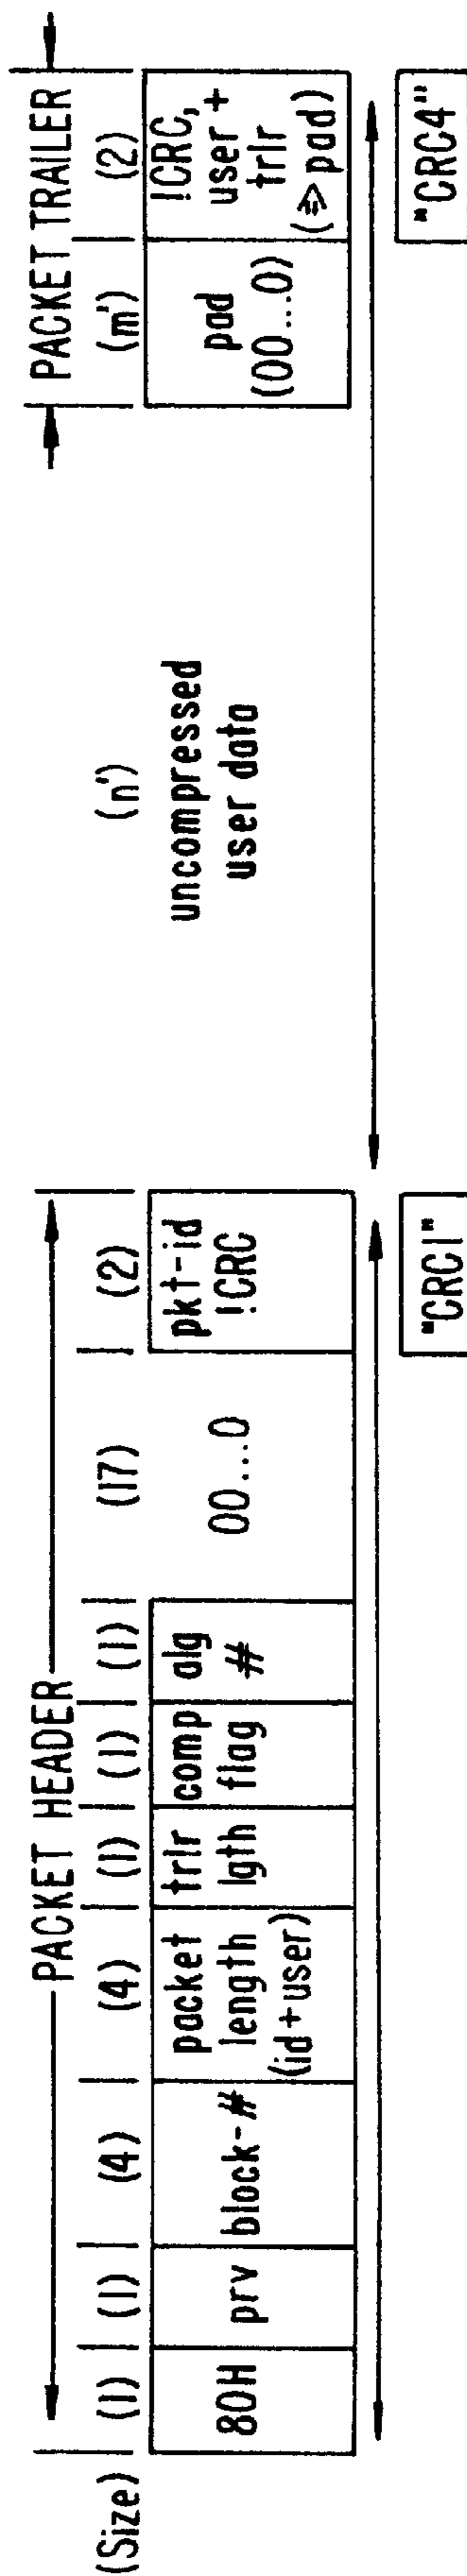 PACKET HEADER
PACKET TRAILER
(Size) (1) (1) (4) (4) (1) (1) (1) (17) (2) (n') (m') (2)
80H
prv
block-#
packet
length
(id+user)
trlr
lgth
comp
flag
alg
#
00...0
pkt-id
!CRC
uncompressed
user data
pad
(00...0)
!CRC,
user +
trlr
(⇒pad)
"CRC1"
"CRC4"